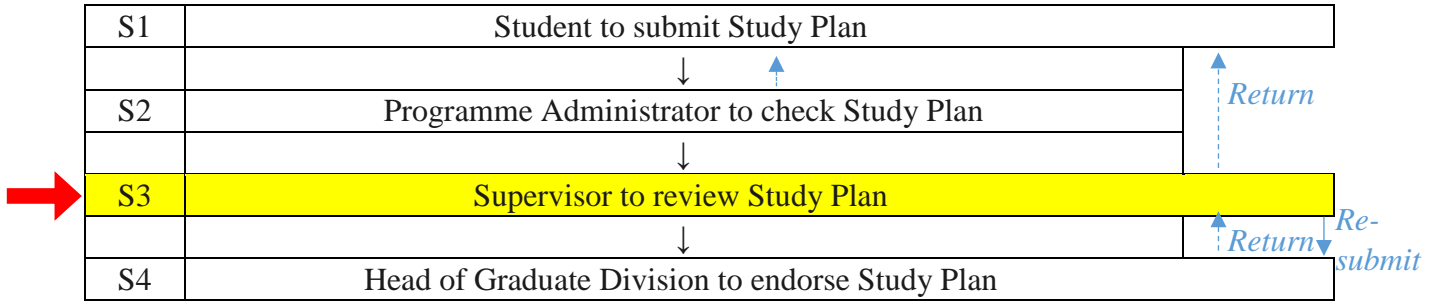 S1 Student to submit Study Plan
↓
S2 Programme Administrator to check Study Plan
Return
↓
S3 Supervisor to review Study Plan
↓
Return
Re-
submit
S4 Head of Graduate Division to endorse Study Plan